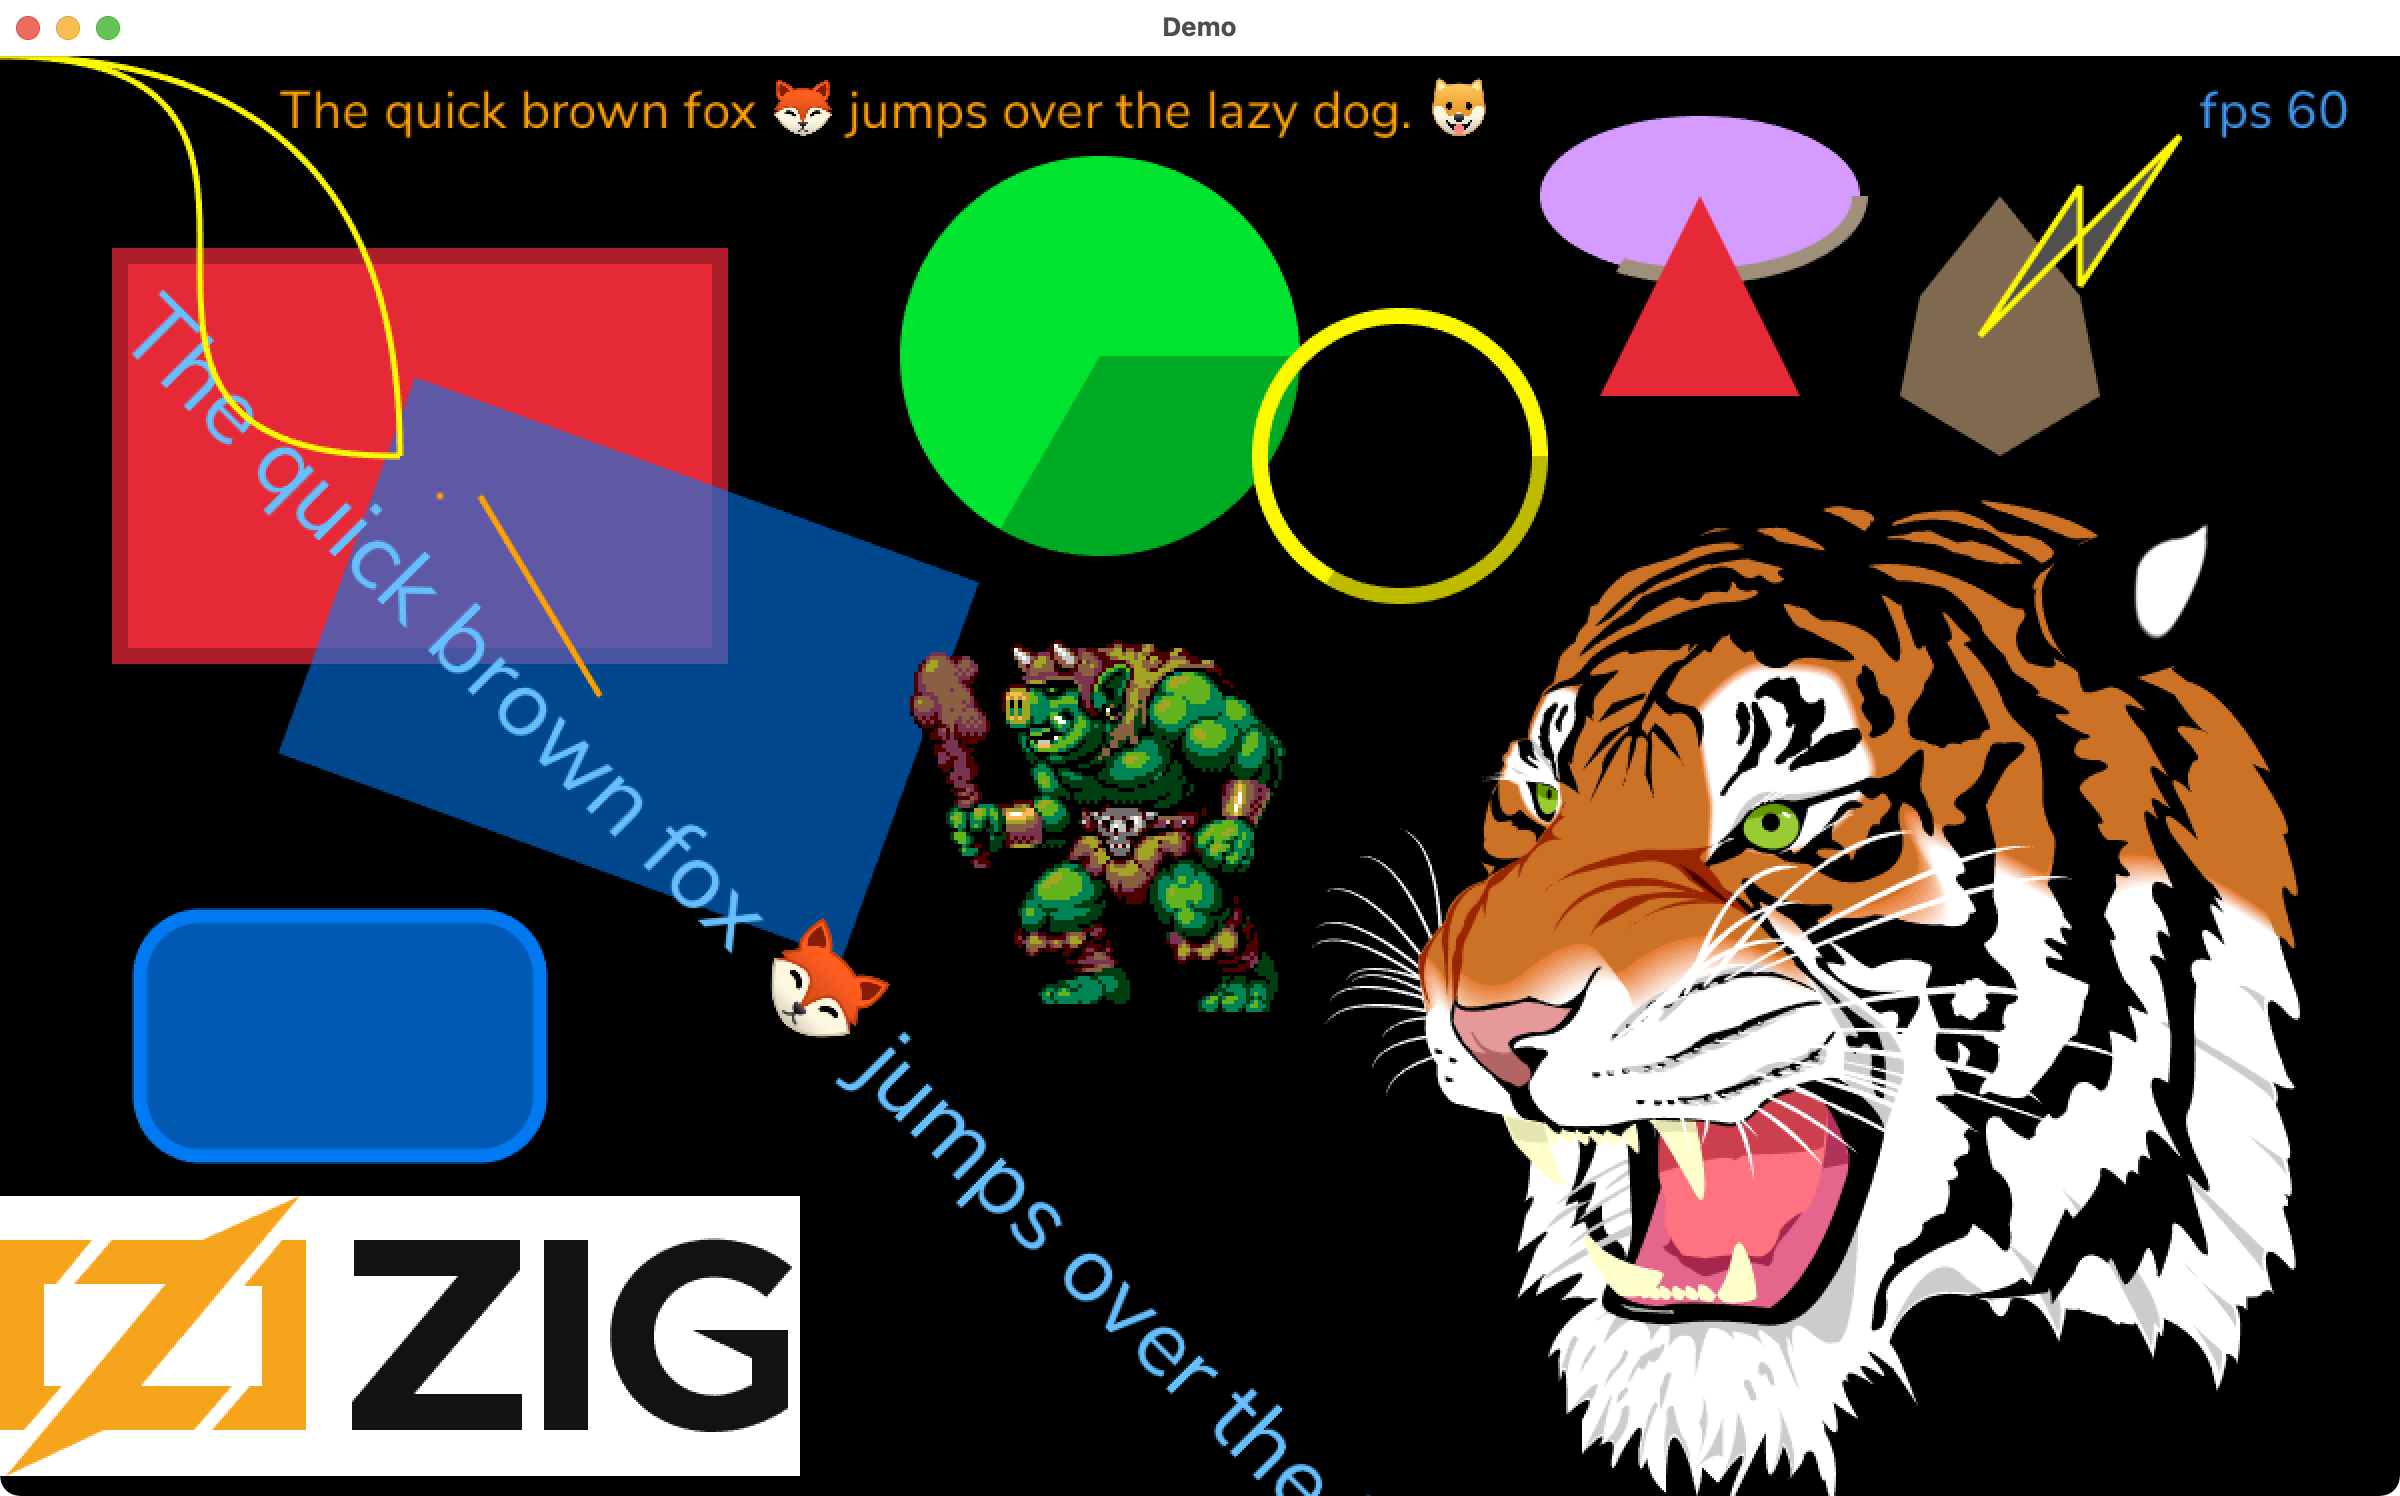 Demo
The quick brown fox 🦊 jumps over the lazy dog. 🐶
fps 60
The quick brown fox 🦊 jumps over the
ZIG